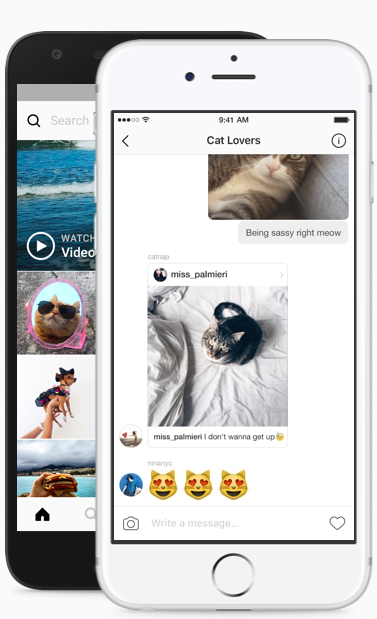 Search
WATCH
Video
9:41 AM
Cat Lovers
Being sassy right meow
catnap
miss_palmieri
miss_palmieri I don't wanna get up
ninanyc
Write a message...